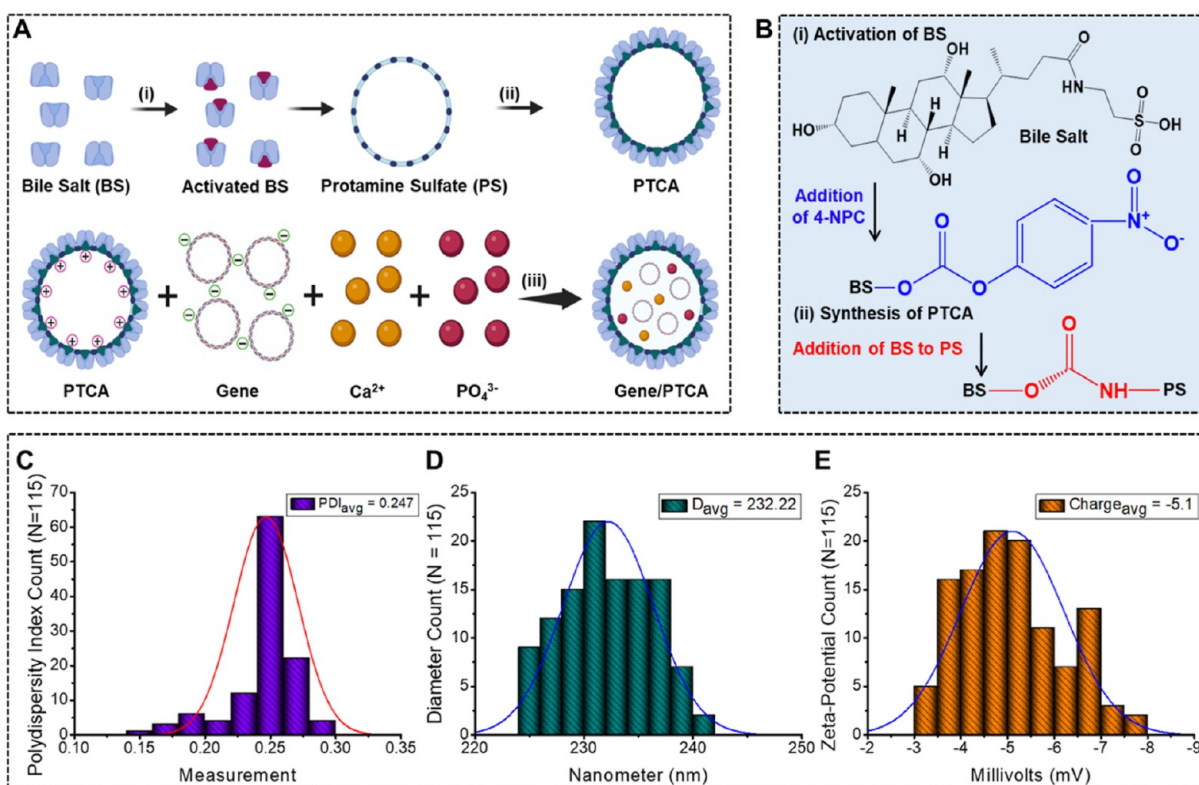 A
(i)
(ii)
Bile Salt (BS)
Activated BS
Protamine Sulfate (PS)
PTCA
(iii)
PTCA
Gene
Ca²⁺
PO₄³⁻
Gene/PTCA
B
(i) Activation of BS
OH
OH
O
HN
O
S
OH
O
H
H
H
HO
OH
Bile Salt
Addition
of 4-NPC
O
N⁺
O⁻
O
BS
O
O
(ii) Synthesis of PTCA
Addition of BS to PS
O
BS
O
NH
PS
C
Polydispersity Index Count (N=115)
70
60
50
40
30
20
10
0
PDIavg = 0.247
0.10
0.15
0.20
0.25
0.30
0.35
Measurement
D
Diameter Count (N = 115)
25
20
15
10
5
0
Davg = 232.22
220
230
240
250
Nanometer (nm)
E
Zeta-Potential Count (N=115)
25
20
15
10
5
0
Chargeavg = -5.1
-2
-3
-4
-5
-6
-7
-8
-9
Millivolts (mV)